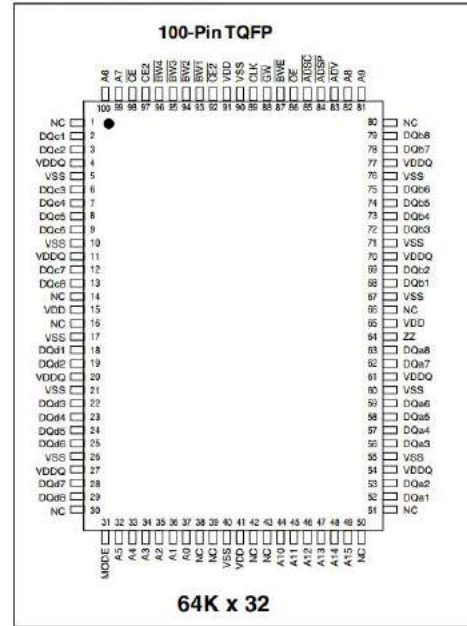 100-Pin TQFP
A6 A7 CE CE2 BW4 BW3 BW2 BW1 CE2 VDD VSS CLK GW BWE OE ADSC ADSP ADV A8 A9
100 99 98 97 96 95 94 93 92 91 90 89 88 87 86 85 84 83 82 81
NC 1 80 NC
DQc1 2 79 DQb8
DQc2 3 78 DQb7
VDDQ 4 77 VDDQ
VSS 5 76 VSS
DQc3 6 75 DQb6
DQc4 7 74 DQb5
DQc5 8 73 DQb4
DQc6 9 72 DQb3
VSS 10 71 VSS
VDDQ 11 70 VDDQ
DQc7 12 69 DQb2
DQc8 13 68 DQb1
NC 14 67 VSS
VDD 15 66 NC
NC 16 65 VDD
VSS 17 64 ZZ
DQd1 18 63 DQa8
DQd2 19 62 DQa7
VDDQ 20 61 VDDQ
VSS 21 60 VSS
DQd3 22 59 DQa6
DQd4 23 58 DQa5
DQd5 24 57 DQa4
DQd6 25 56 DQa3
VSS 26 55 VSS
VDDQ 27 54 VDDQ
DQd7 28 53 DQa2
DQd8 29 52 DQa1
NC 30 51 NC
31 32 33 34 35 36 37 38 39 40 41 42 43 44 45 46 47 48 49 50
MODE A5 A4 A3 A2 A1 A0 NC NC VSS VDD NC NC A10 A11 A12 A13 A14 A15 NC
64K x 32